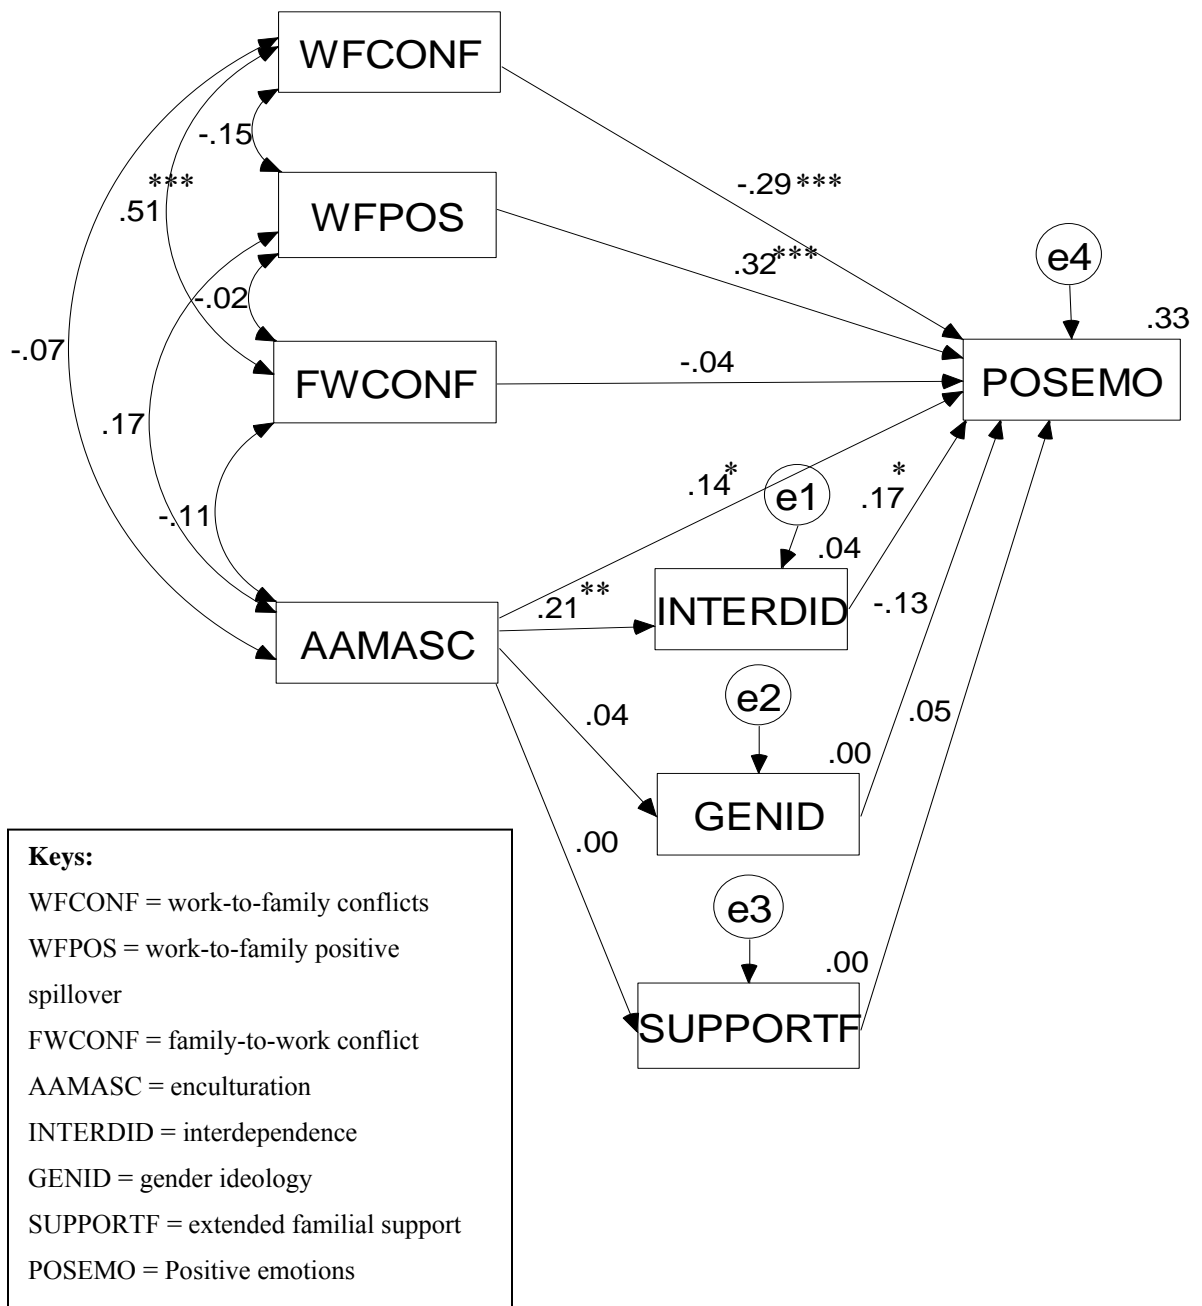 WFCONF
-.15
***
.51
-.29***
WFPOS
.32***
e4
.33
-.02
-.07
FWCONF
-.04
POSEMO
.17
.14*
e1
.17*
-.11
.04
INTERDID
.21**
-.13
AAMASC
e2
.04
.05
.00
GENID
.00
e3
.00
SUPPORTF
Keys:
WFCONF = work-to-family conflicts
WFPOS = work-to-family positive
spillover
FWCONF = family-to-work conflict
AAMASC = enculturation
INTERDID = interdependence
GENID = gender ideology
SUPPORTF = extended familial support
POSEMO = Positive emotions